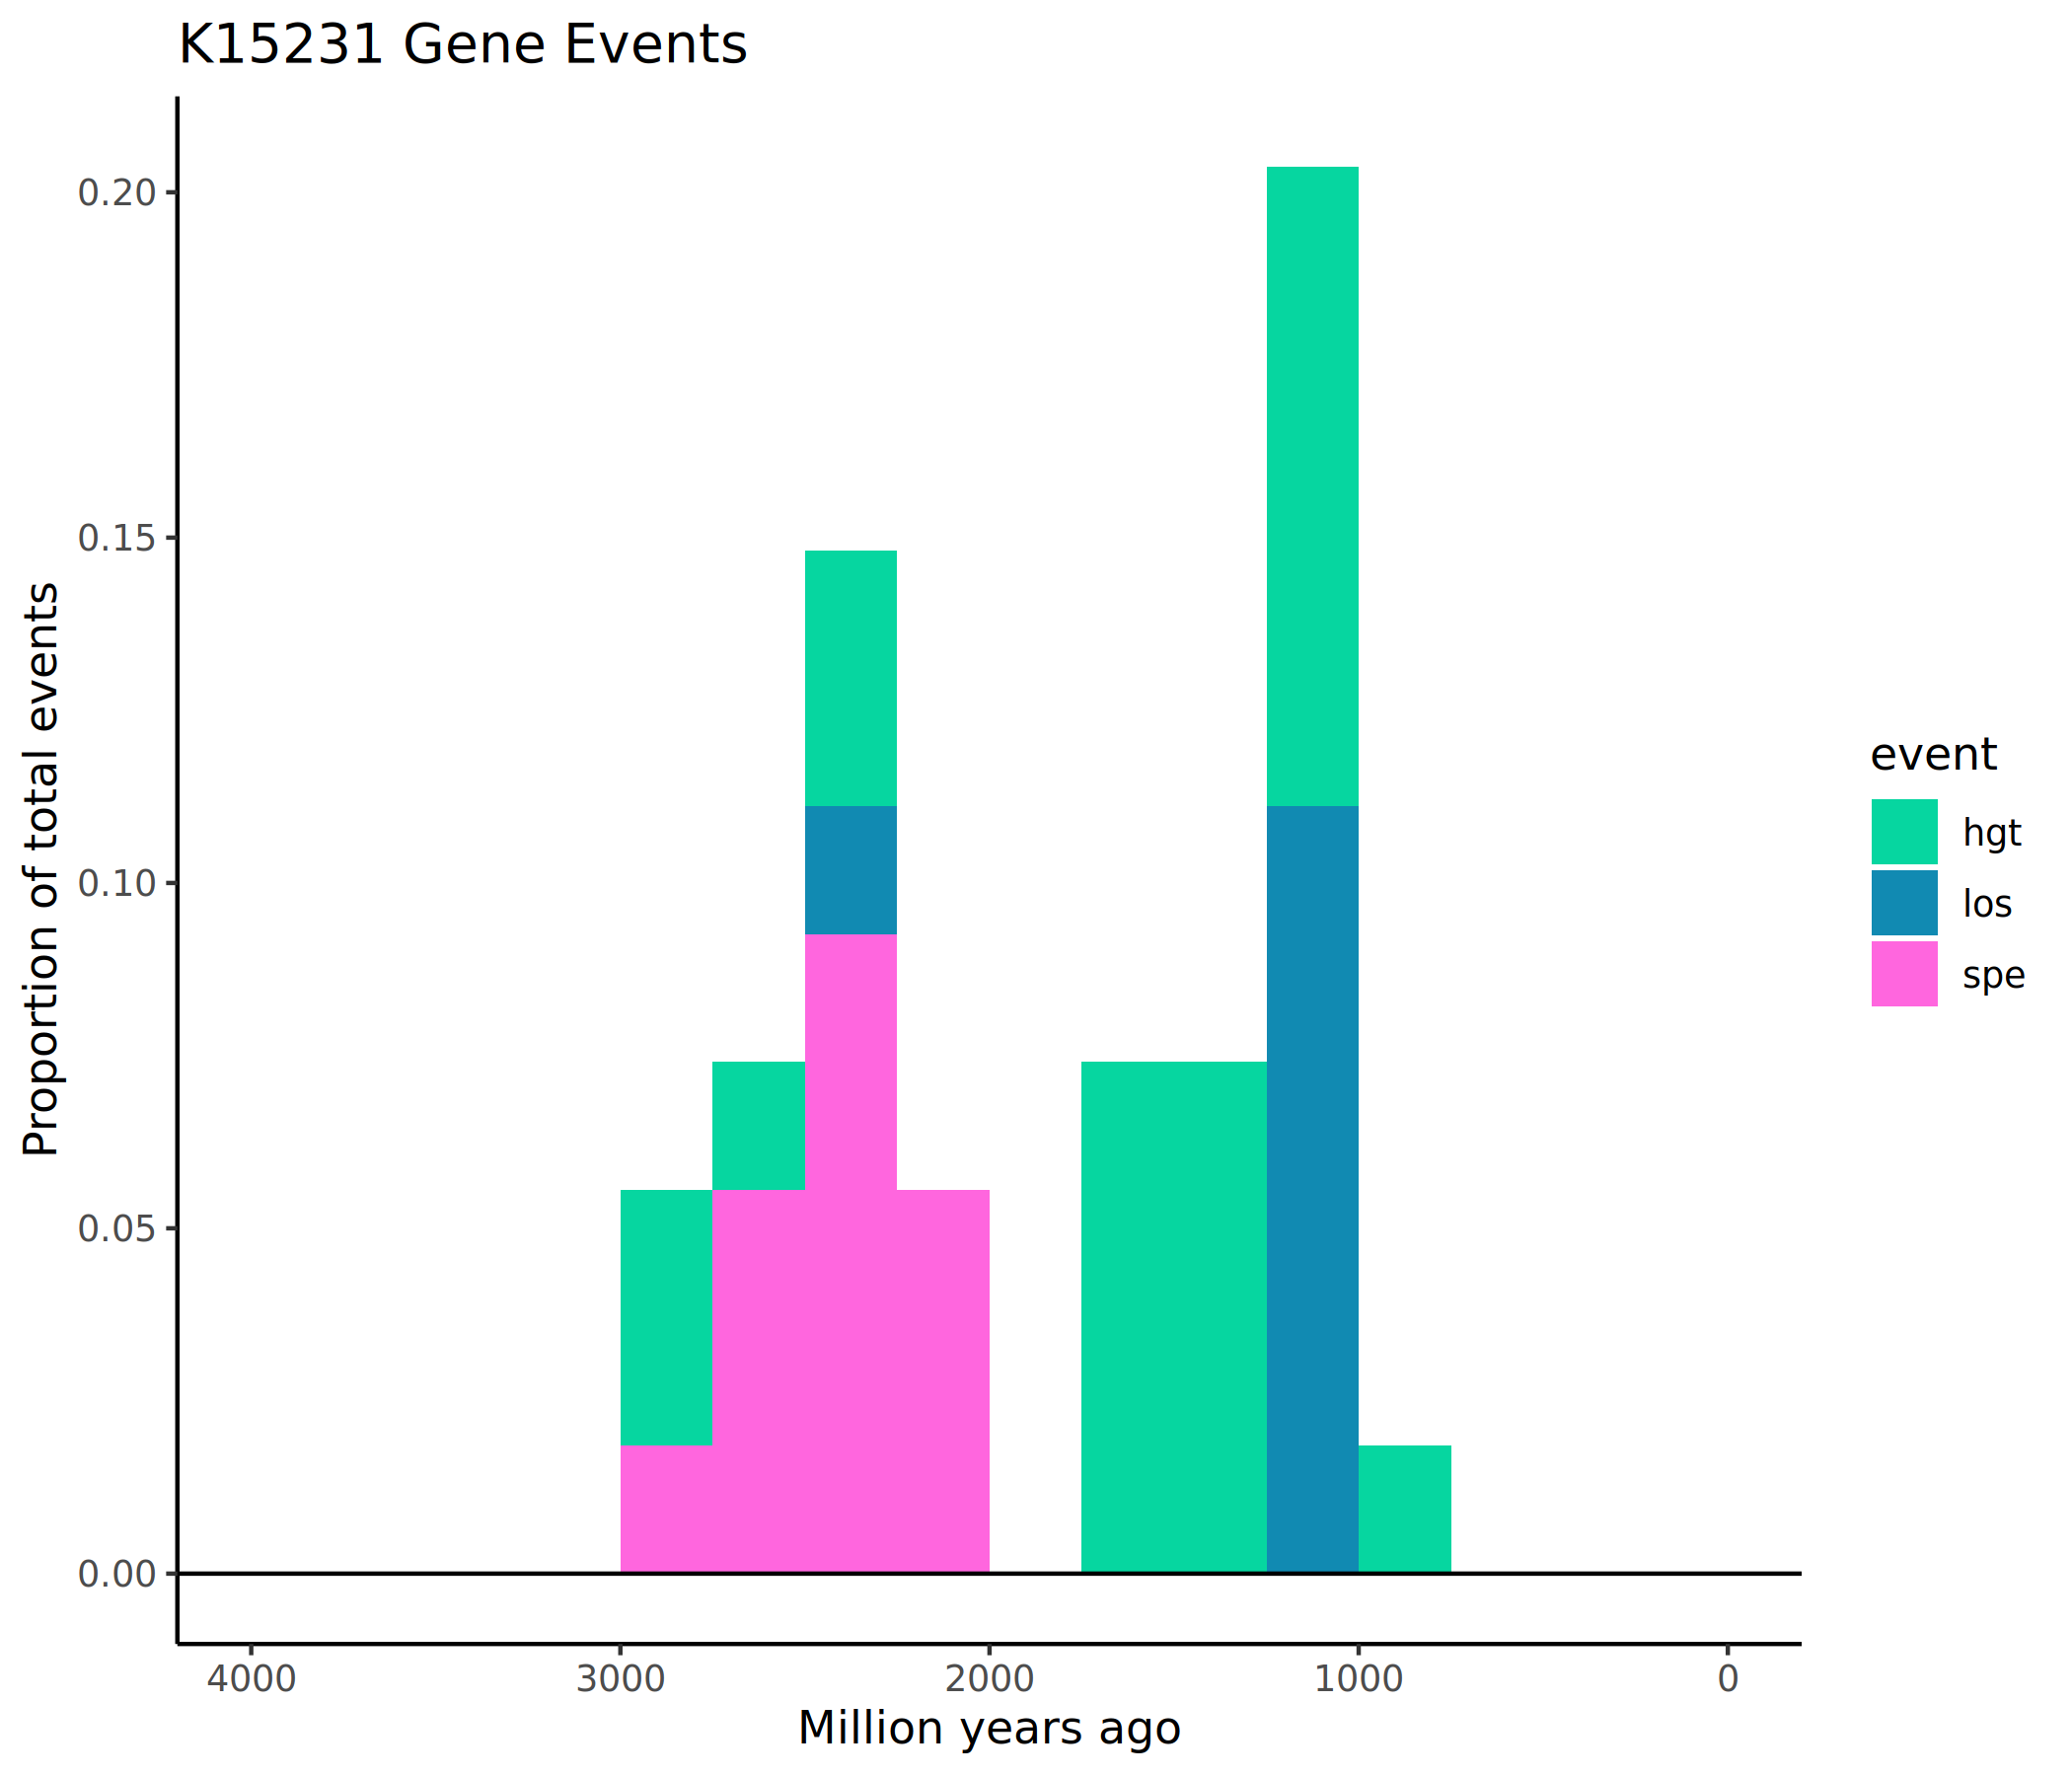 K15231 Gene Events
Proportion of total events
0.20
0.15
0.10
0.05
0.00
4000 3000 2000 1000 0
Million years ago
event
hgt
los
spe